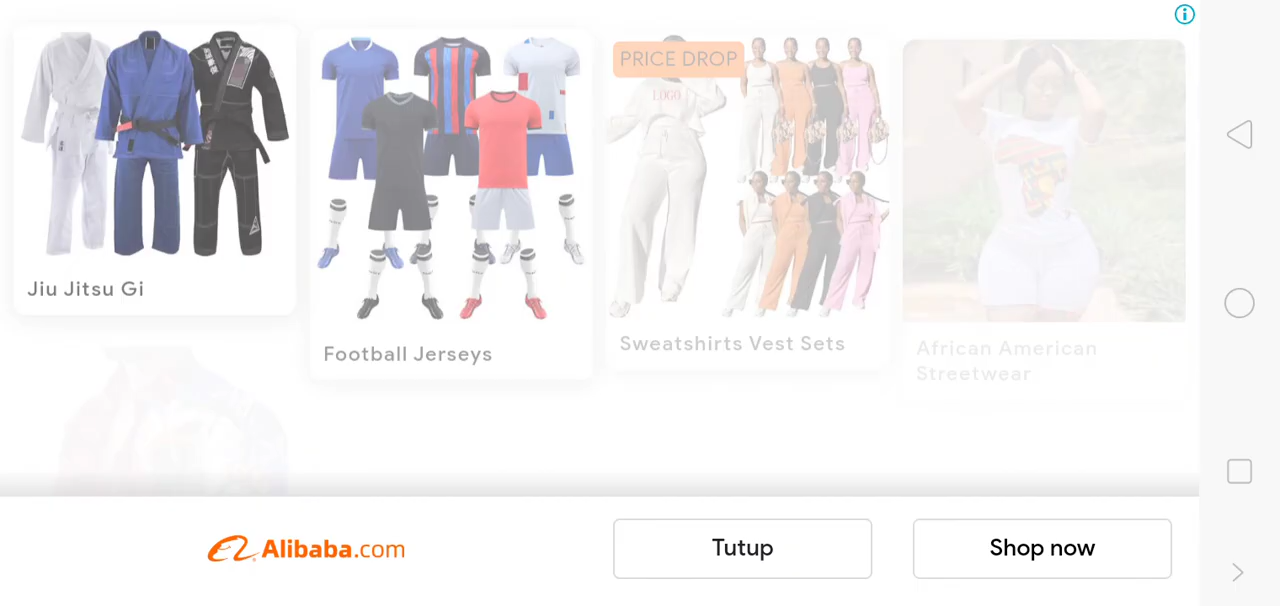 PRICE DROP
LOGO
Jiu Jitsu Gi
Football Jerseys
Sweatshirts Vest Sets
African American
Streetwear
Alibaba.com
Tutup
Shop now